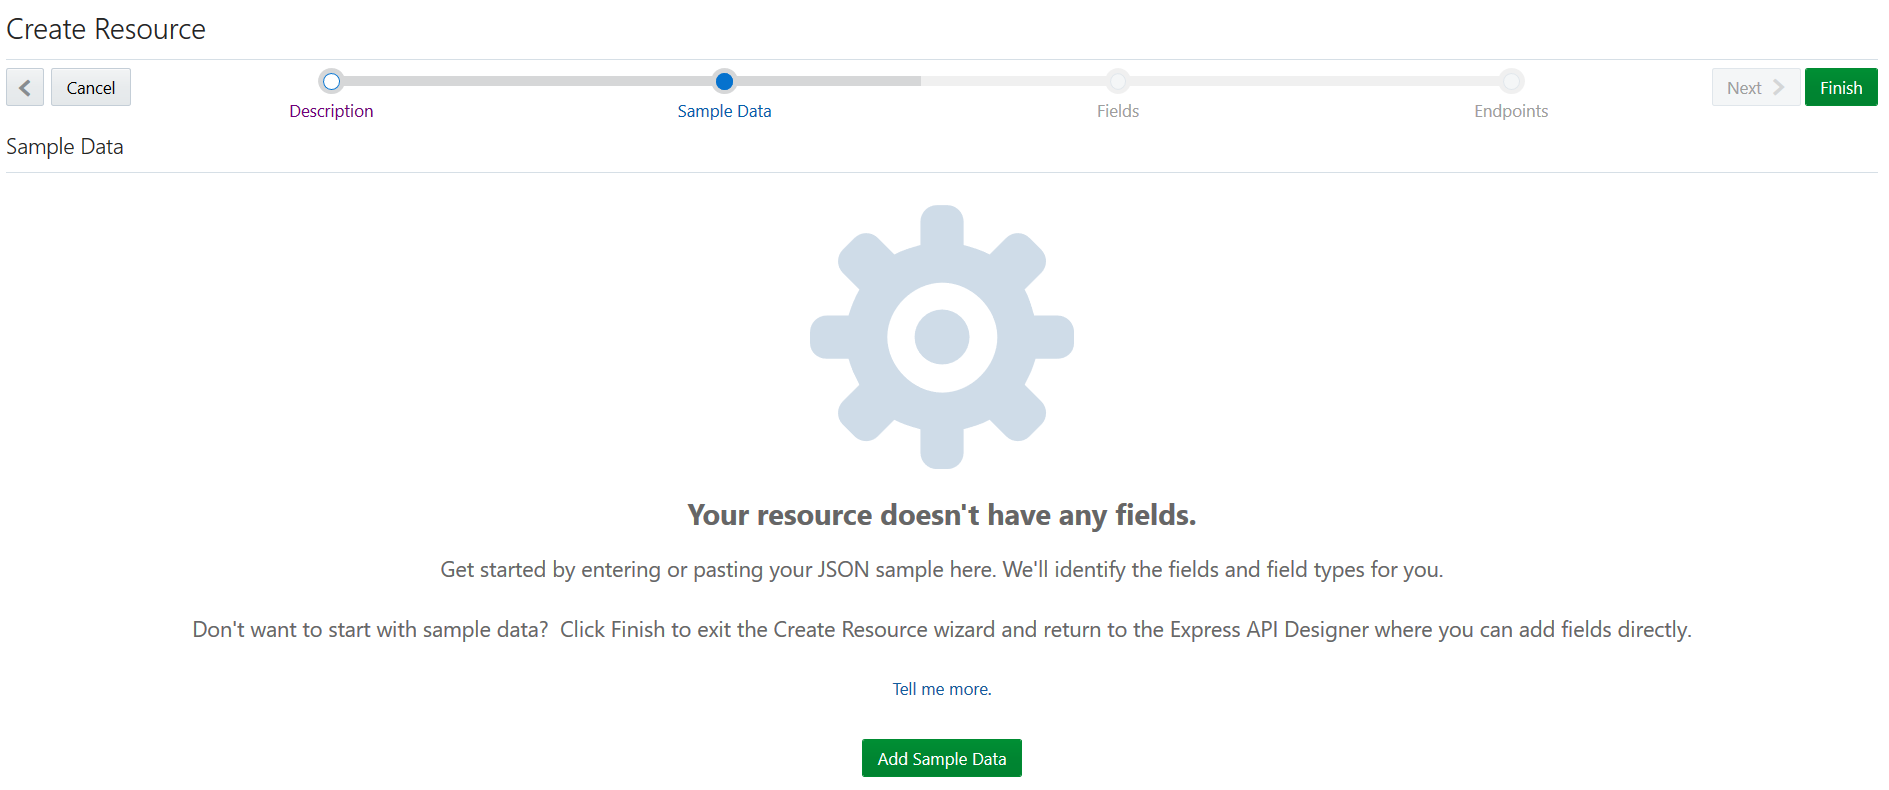 Create Resource
Cancel
Next
Finish
Description
Sample Data
Fields
Endpoints
Sample Data
Your resource doesn't have any fields.
Get started by entering or pasting your JSON sample here. We'll identify the fields and field types for you.
Don't want to start with sample data?  Click Finish to exit the Create Resource wizard and return to the Express API Designer where you can add fields directly.
Tell me more.
Add Sample Data